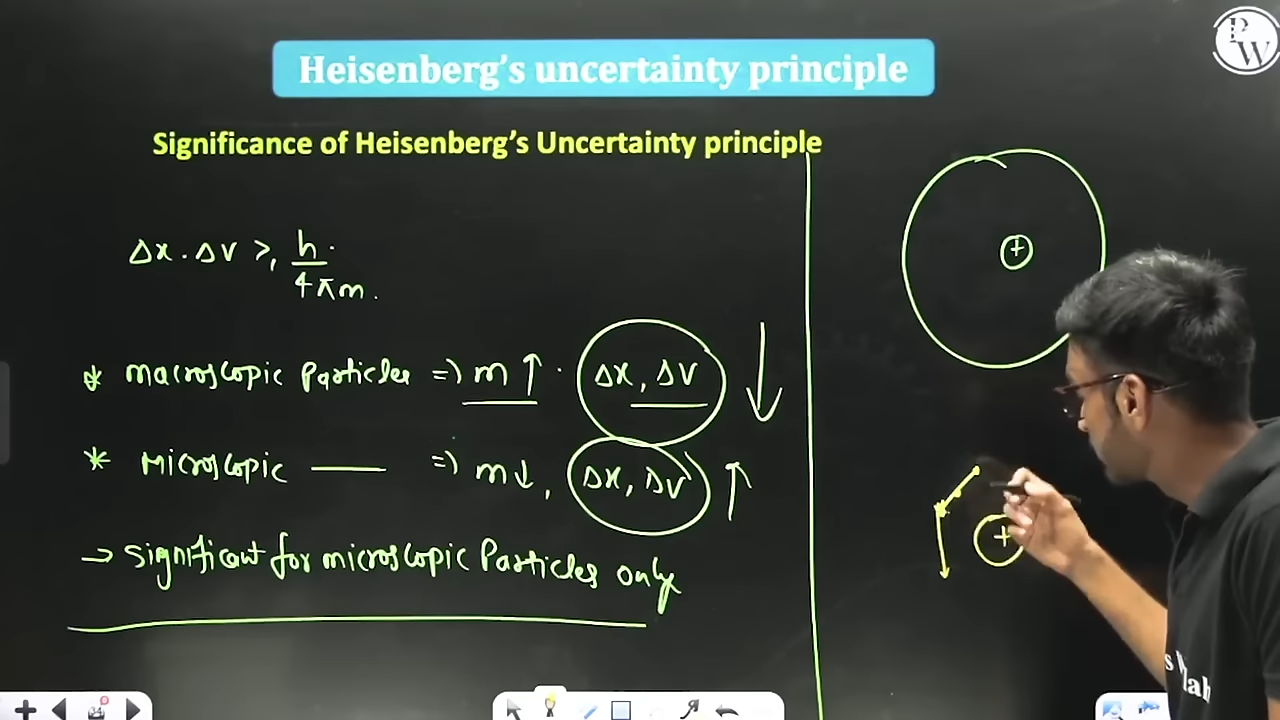 PW
Heisenberg's uncertainty principle
Significance of Heisenberg's Uncertainty principle
Δx . Δv ≥ h / 4πm .
* macroscopic Particles => m ↑ . Δx, Δv ↓
* Microscopic —— => m↓, Δx, Δv ↑
→ significant for microscopic Particles only
+
+